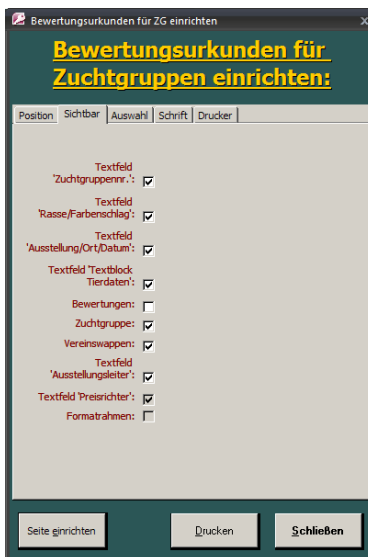 Bewertungsurkunden für ZG einrichten
Bewertungsurkunden für
Zuchtgruppen einrichten:
Position Sichtbar Auswahl Schrift Drucker
Textfeld
'Zuchtgruppennr.':
Textfeld
'Rasse/Farbenschlag':
Textfeld
'Ausstellung/Ort/Datum':
Textfeld 'Textblock
Tierdaten':
Bewertungen:
Zuchtgruppe:
Vereinswappen:
Textfeld
'Ausstellungsleiter':
Textfeld 'Preisrichter':
Formatrahmen:
Seite einrichten Drucken Schließen